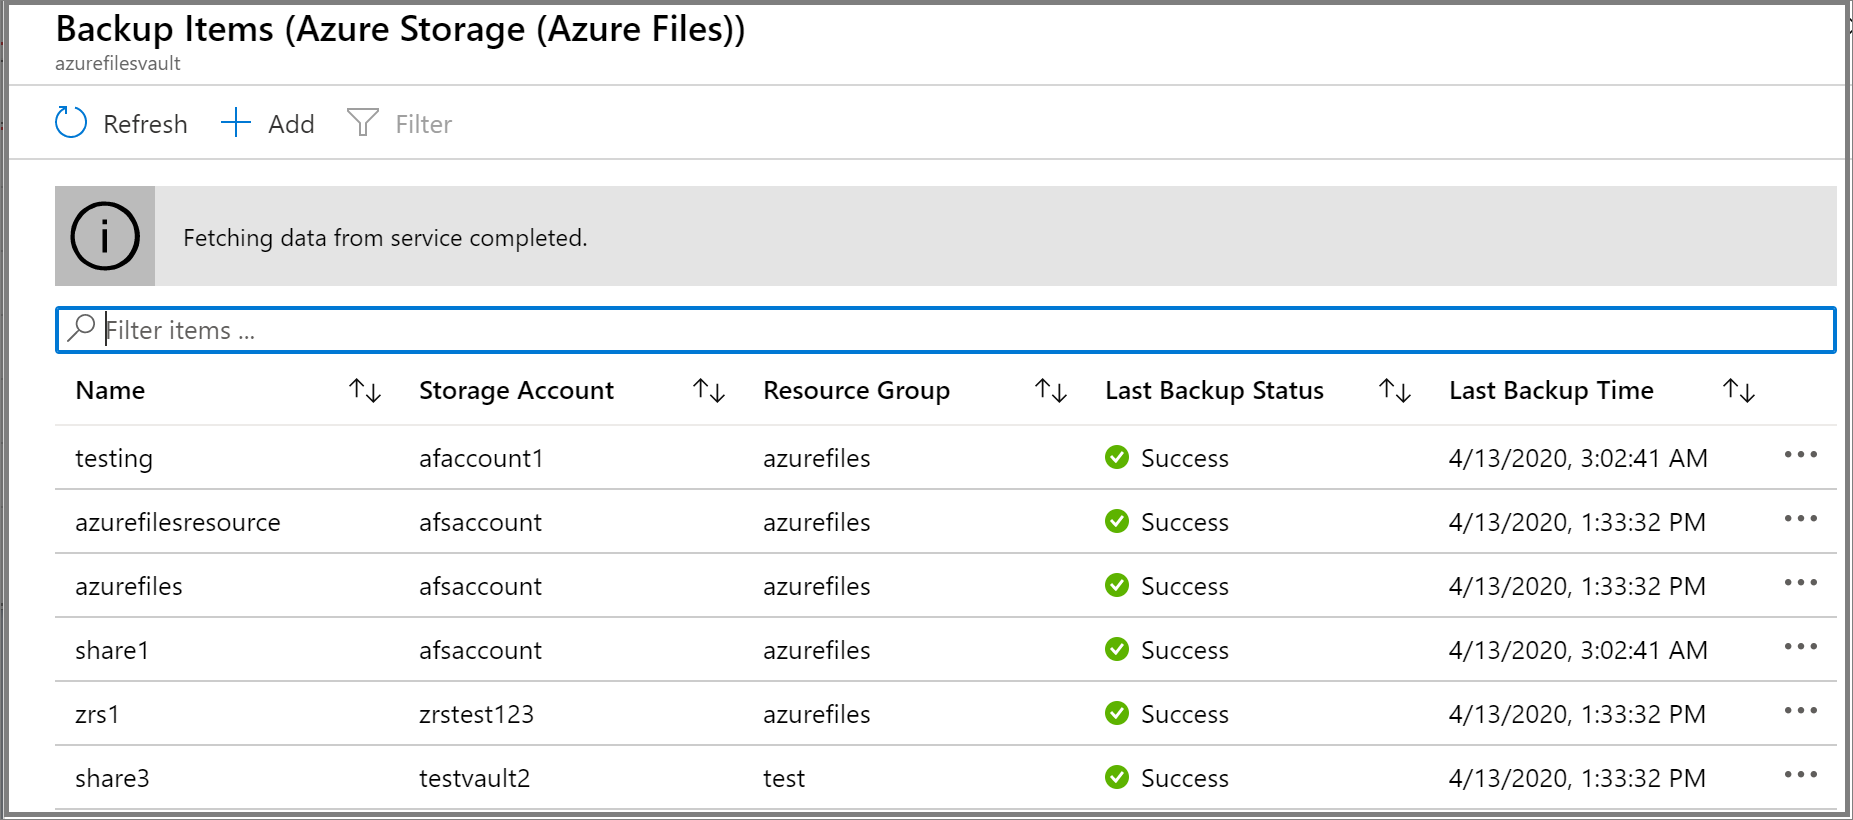 Backup Items (Azure Storage (Azure Files))
azurefilesvault
Refresh Add Filter
Fetching data from service completed.
Filter items ...
Name Storage Account Resource Group Last Backup Status Last Backup Time
testing afaccount1 azurefiles Success 4/13/2020, 3:02:41 AM
azurefilesresource afsaccount azurefiles Success 4/13/2020, 1:33:32 PM
azurefiles afsaccount azurefiles Success 4/13/2020, 1:33:32 PM
share1 afsaccount azurefiles Success 4/13/2020, 3:02:41 AM
zrs1 zrstest123 azurefiles Success 4/13/2020, 1:33:32 PM
share3 testvault2 test Success 4/13/2020, 1:33:32 PM